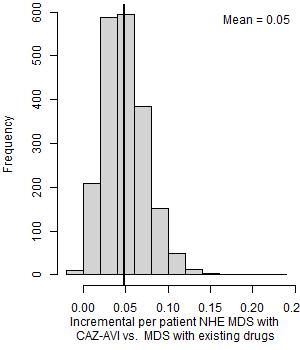 Mean = 0.05
600
500
400
300
200
100
0
Frequency
0.00 0.05 0.10 0.15 0.20 0.2
Incremental per patient NHE MDS with
CAZ-AVI vs. MDS with existing drugs